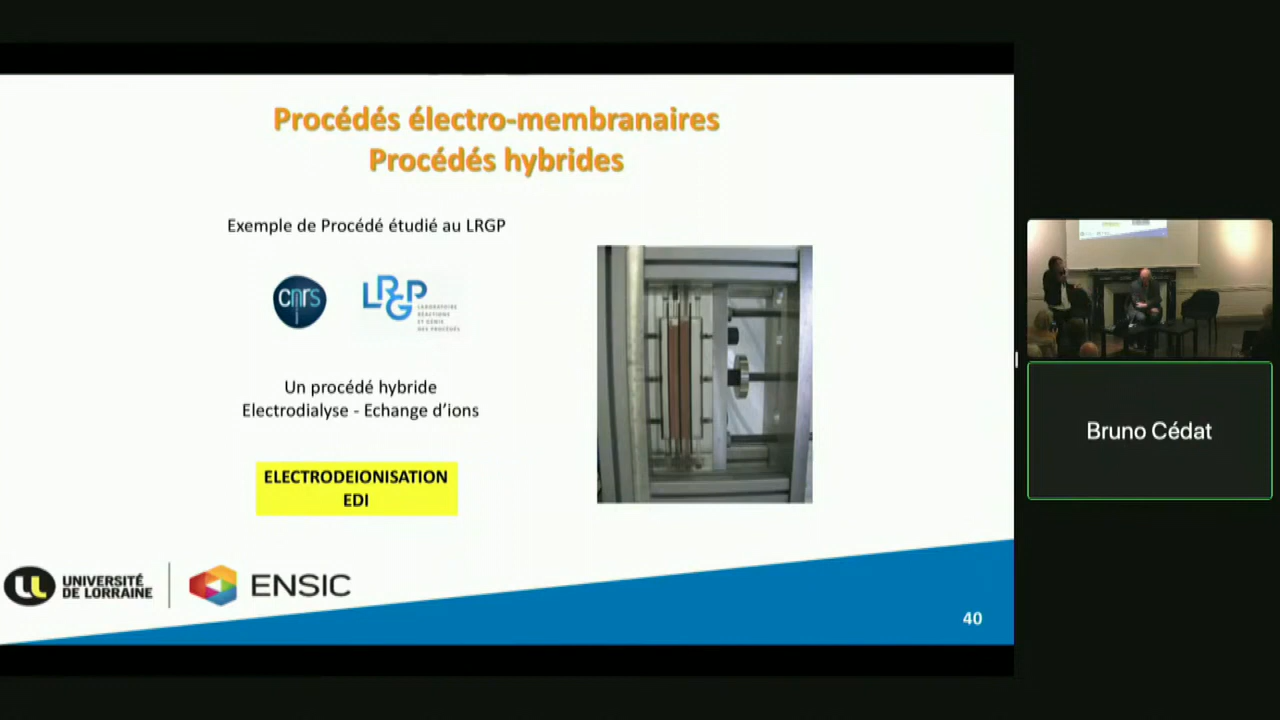 Procédés électro-membranaires
Procédés hybrides
Exemple de Procédé étudié au LRGP
cnrs
LRGP
LABORATOIRE
RÉACTIONS
ET GÉNIE
DES PROCÉDÉS
Un procédé hybride
Electrodialyse - Echange d'ions
ELECTRODEIONISATION
EDI
UNIVERSITÉ
DE LORRAINE
ENSIC
40
Bruno Cédat